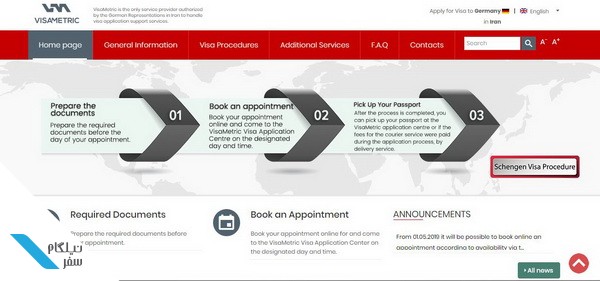 VISAMETRIC
VisaMetric is the only service provider authorized
by the German Representations in Iran to handle
visa application support services.
Apply for Visa to Germany | English
in Iran
Home page General Information Visa Procedures Additional Services F.A.Q Contacts Search A- A+
Prepare the
documents
Prepare the required
documents before the
day of your appointment.
01
Book an appointment
Book your appointment
online and come to the
VisaMetric Visa Application
Centre on the designated
day and time.
02
Pick Up Your Passport
After the process is completed, you
can pick up your passport at the
VisaMetric application centre or if the
fees for the courier service were paid
during the application process, by
delivery service.
03
Schengen Visa Procedure
Required Documents
Prepare the required documents before
appointment.
Book an Appointment
Book your appointment online for and come
to the VisaMetric Visa Application Center on
the designated day and time.
ANNOUNCEMENTS
From 01.05.2019 it will be possible to book online an
appointment according to availability via t...
All news
دنیلگام
سفر